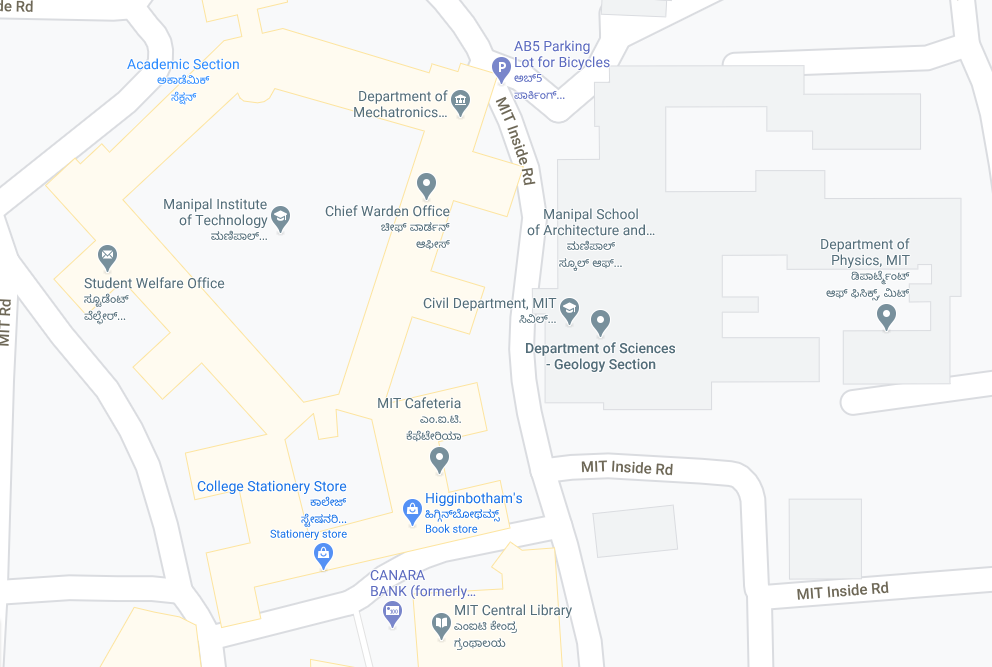 de Rd
AB5 Parking
Lot for Bicycles
ಅಬ್5
ಪಾರ್ಕಿಂಗ್...
Academic Section
ಅಕಾಡೆಮಿಕ್
ಸೆಕ್ಷನ್
Department of
Mechatronics...
MIT Inside Rd
Manipal Institute
of Technology
ಮಣಿಪಾಲ್...
Chief Warden Office
ಚೀಫ್ ವಾರ್ಡನ್
ಆಫೀಸ್
Manipal School
of Architecture and...
ಮಣಿಪಾಲ್
ಸ್ಕೂಲ್ ಆಫ್...
Department of
Physics, MIT
ಡಿಪಾರ್ಟ್ಮೆಂಟ್
ಆಫ್ ಫಿಸಿಕ್ಸ್, ಮಿಟ್
Student Welfare Office
ಸ್ಟೂಡೆಂಟ್
ವೆಲ್ಫೇರ್...
MIT Rd
Civil Department, MIT
ಸಿವಿಲ್...
Department of Sciences
- Geology Section
MIT Cafeteria
ಎಂ.ಐ.ಟಿ.
ಕೆಫೆಟೇರಿಯಾ
MIT Inside Rd
College Stationery Store
ಕಾಲೇಜ್
ಸ್ಟೇಷನರಿ...
Stationery store
Higginbotham's
ಹಿಗ್ಗಿನ್‌ಬೋಥಮ್ಸ್
Book store
CANARA
BANK (formerly...
MIT Inside Rd
MIT Central Library
ಎಂಐಟಿ ಕೇಂದ್ರ
ಗ್ರಂಥಾಲಯ